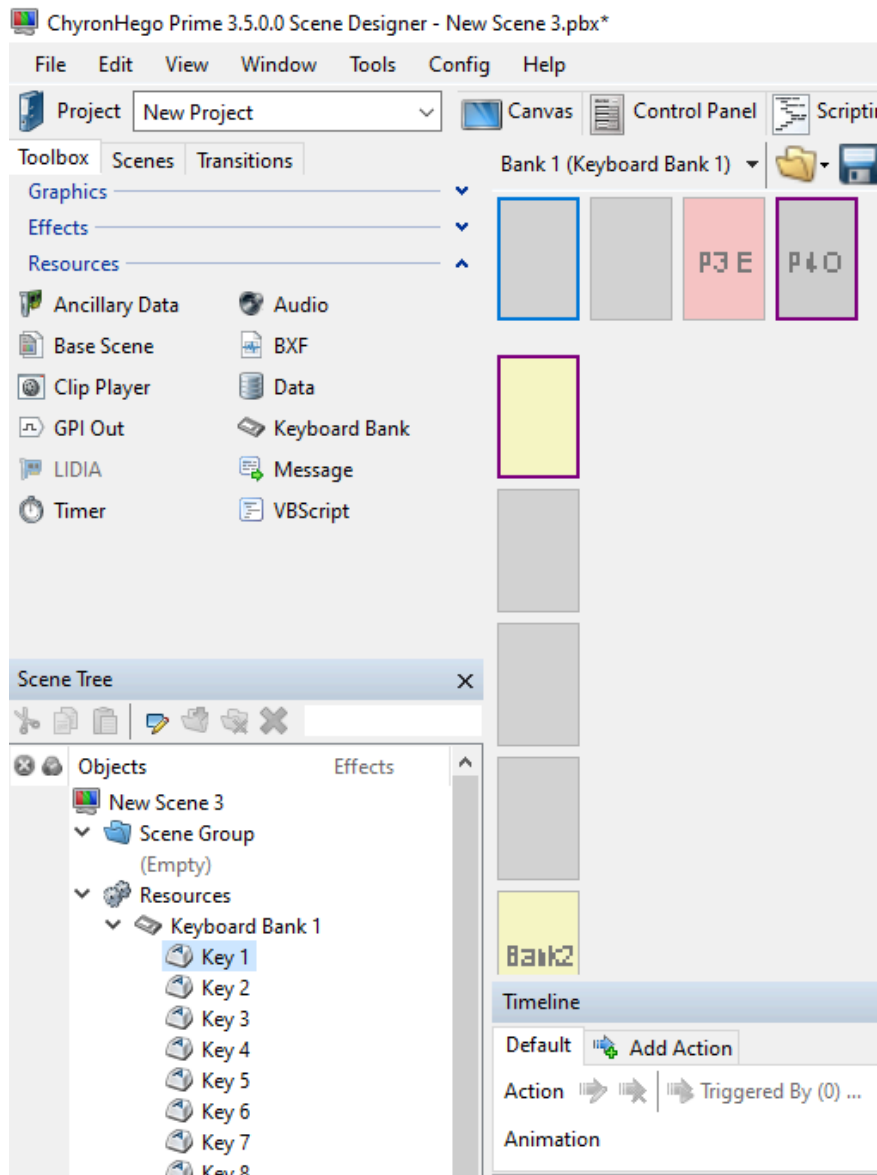 ChyronHego Prime 3.5.0.0 Scene Designer - New Scene 3.pbx*
File Edit View Window Tools Config Help
Project New Project Canvas Control Panel Scriptin
Toolbox Scenes Transitions
Bank 1 (Keyboard Bank 1)
Graphics
Effects
Resources
P3 E
Ancillary Data Audio
Base Scene BXF
Clip Player Data
GPI Out Keyboard Bank
LIDIA Message
Timer VBScript
Scene Tree
Objects Effects
New Scene 3
Scene Group
(Empty)
Resources
Keyboard Bank 1
Key 1
Key 2
Key 3
Key 4
Key 5
Key 6
Key 7
Key 8
Bank2
Timeline
Default Add Action
Action Triggered By (0) ...
Animation